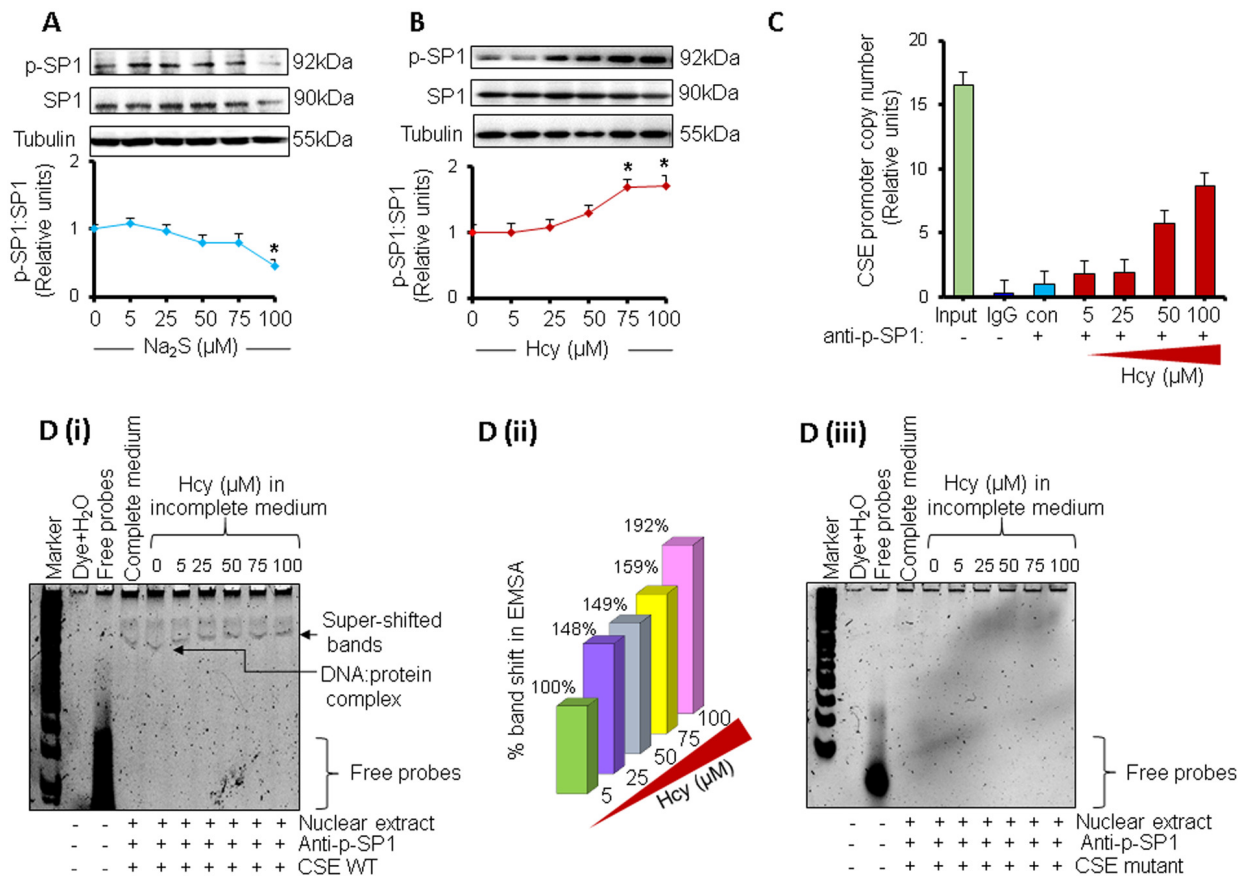 A
p-SP1
92kDa
SP1
90kDa
Tubulin
55kDa
p-SP1:SP1
(Relative units)
2
1
0
*
0 5 25 50 75 100
Na₂S (µM)
B
p-SP1
92kDa
SP1
90kDa
Tubulin
55kDa
p-SP1:SP1
(Relative units)
2
1
0
* *
0 5 25 50 75 100
Hcy (µM)
C
CSE promoter copy number
(Relative units)
20
15
10
5
0
Input IgG con 5 25 50 100
anti-p-SP1: - - + + + + +
Hcy (µM)
D (i)
Marker
Dye+H₂O
Free probes
Complete medium
Hcy (µM) in
incomplete medium
0 5 25 50 75 100
Super-shifted
bands
DNA:protein
complex
Free probes
- - + + + + + + + Nuclear extract
- - + + + + + + + Anti-p-SP1
- - + + + + + + + CSE WT
D (ii)
% band shift in EMSA
100%
148%
149%
159%
192%
5
25
50
75
100
Hcy (µM)
D (iii)
Marker
Dye+H₂O
Free probes
Complete medium
Hcy (µM) in
incomplete medium
0 5 25 50 75 100
Free probes
- - + + + + + + + Nuclear extract
- - + + + + + + + Anti-p-SP1
- - + + + + + + + CSE mutant